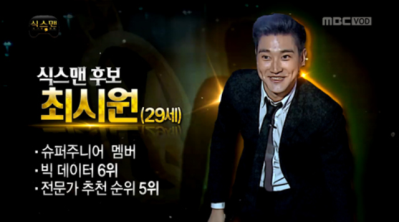 식스맨
MBC VOD
식스맨 후보
최시원(29세)
• 슈퍼주니어 멤버
• 빅 데이터 6위
• 전문가 추천 순위 5위